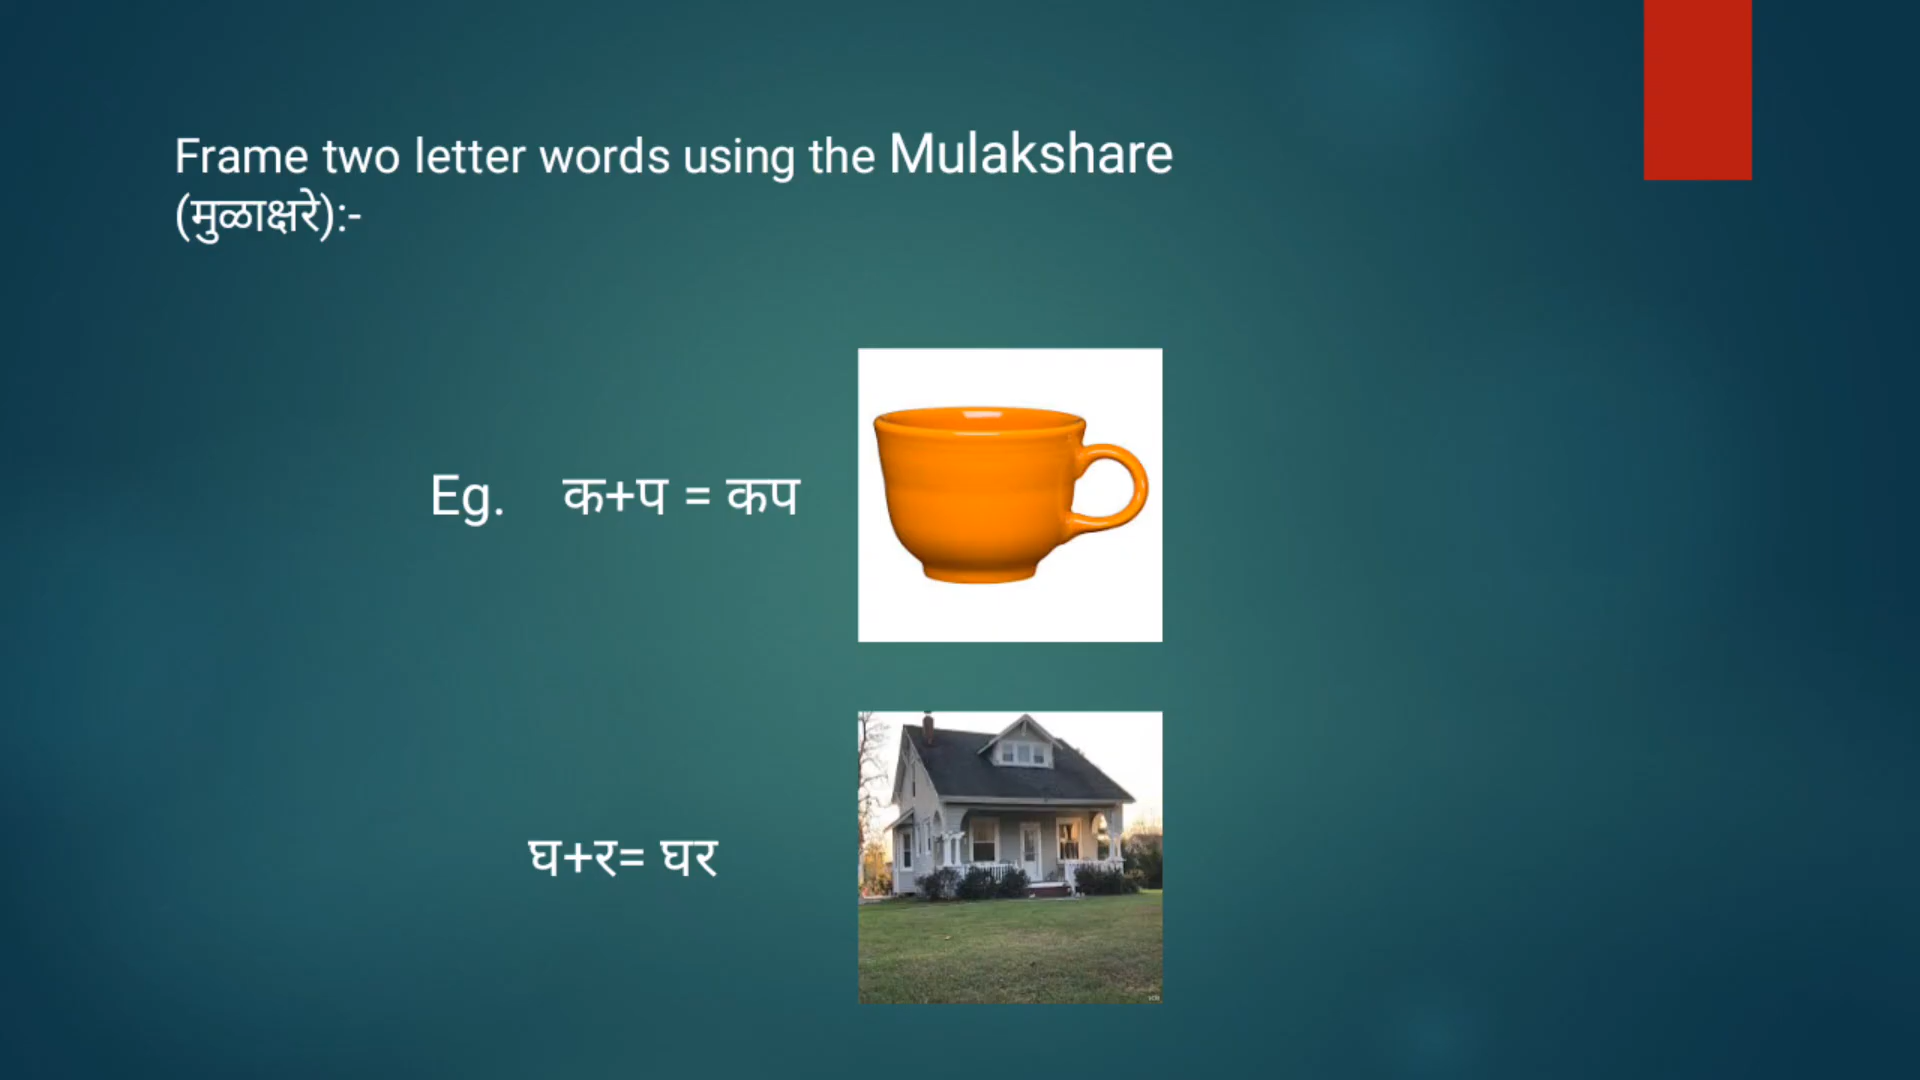 Frame two letter words using the Mulakshare
(मुळाक्षरे):-
Eg. क+प = कप
घ+र= घर